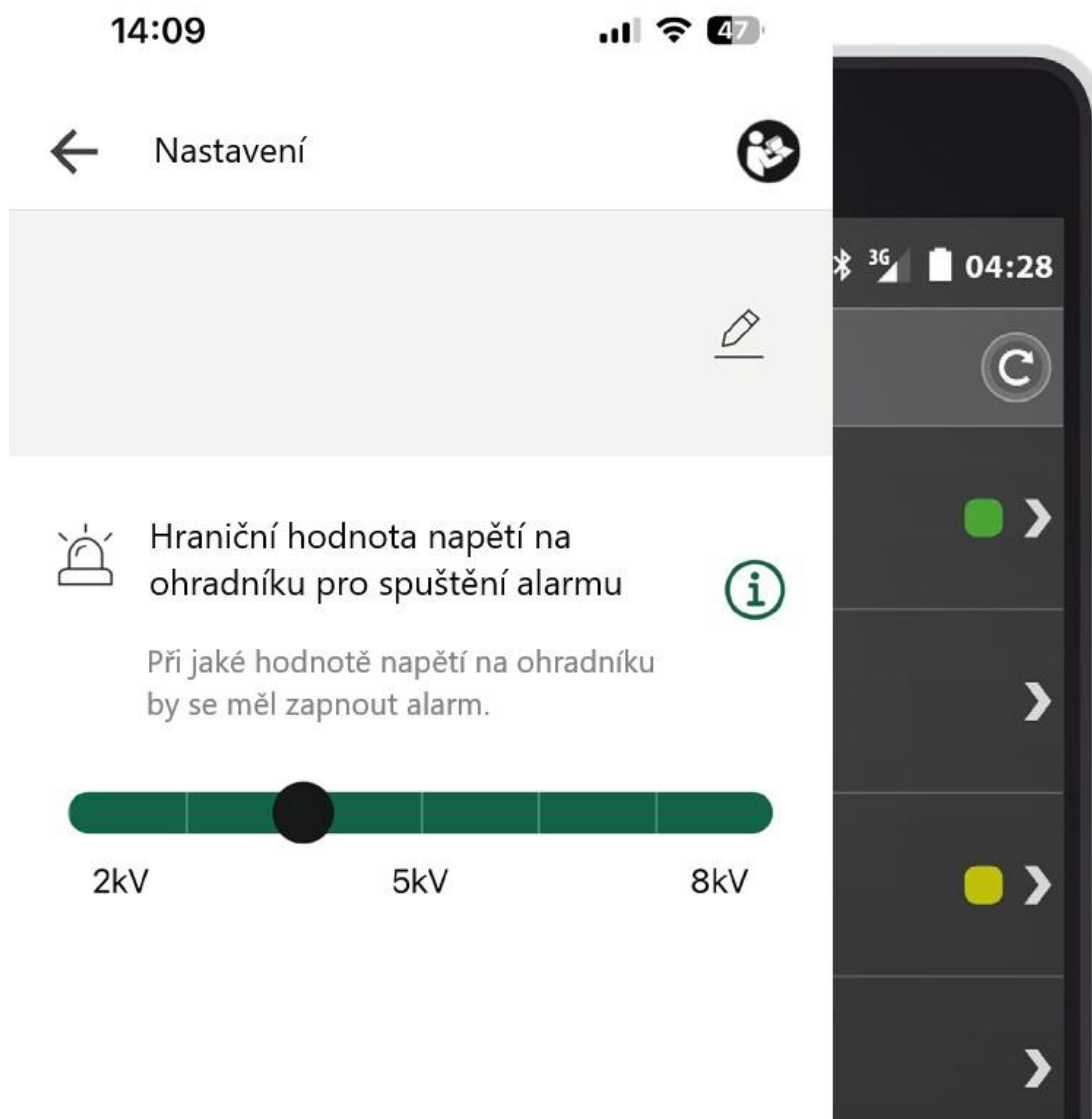 14:09
47
Nastavení
3G
04:28
Hraniční hodnota napětí na
ohradníku pro spuštění alarmu
Při jaké hodnotě napětí na ohradníku
by se měl zapnout alarm.
2kV
5kV
8kV